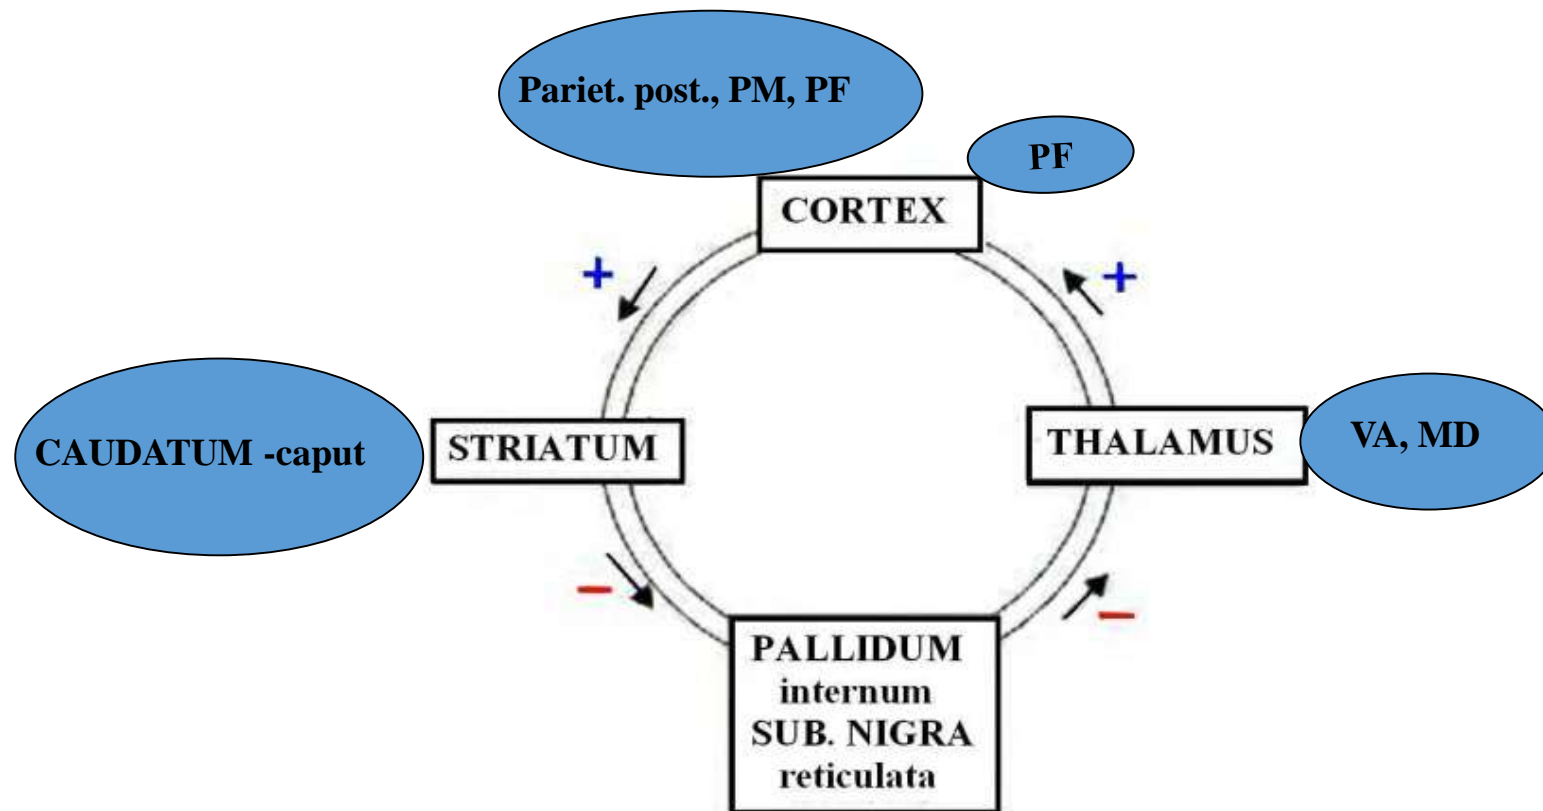 Pariet. post., PM, PF
PF
CORTEX
+
+
CAUDATUM -caput
STRIATUM
THALAMUS
VA, MD
−
−
PALLIDUM
internum
SUB. NIGRA
reticulata